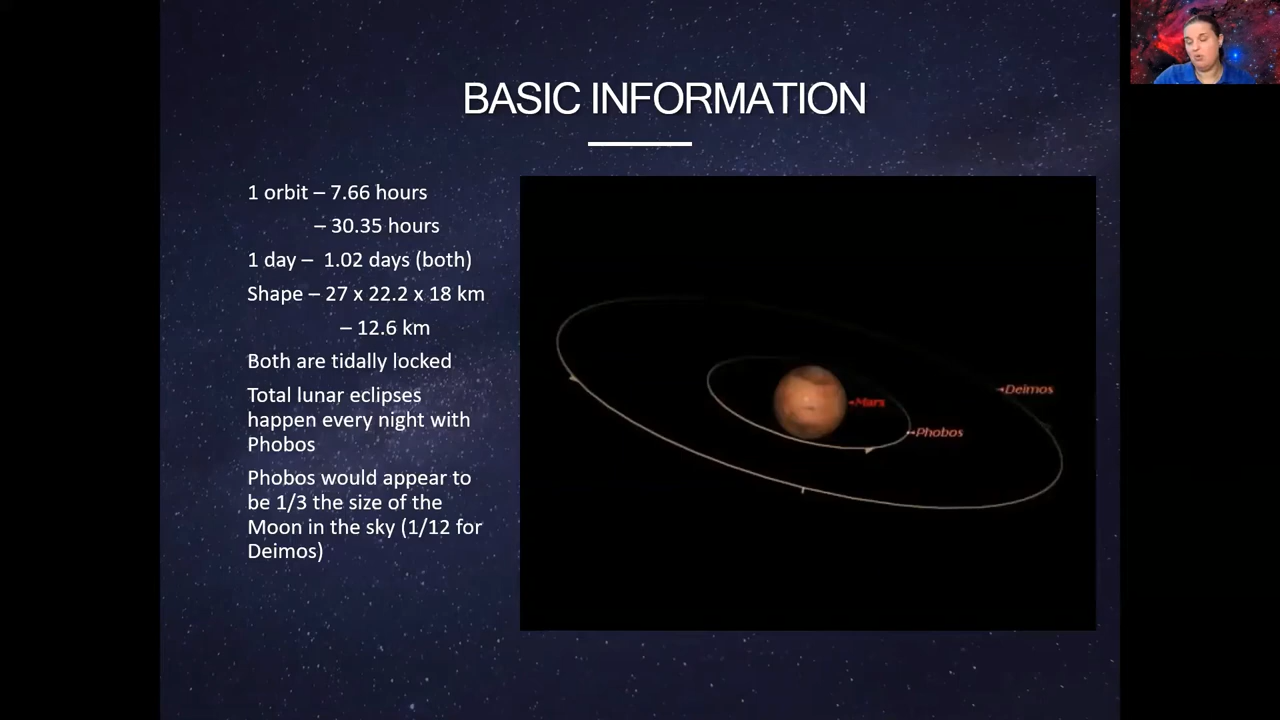 BASIC INFORMATION
1 orbit – 7.66 hours
– 30.35 hours
1 day – 1.02 days (both)
Shape – 27 x 22.2 x 18 km
– 12.6 km
Both are tidally locked
Total lunar eclipses
happen every night with
Phobos
Phobos would appear to
be 1/3 the size of the
Moon in the sky (1/12 for
Deimos)
Deimos
Mars
Phobos